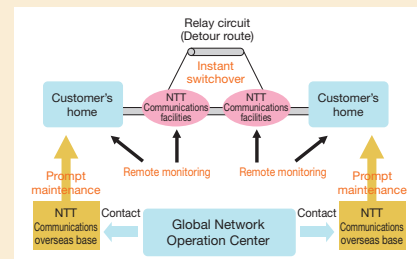 Relay circuit
(Detour route)
Instant
switchover
Customer's
home
NTT
Communications
facilities
NTT
Communications
facilities
Customer's
home
Remote monitoring
Remote monitoring
Prompt
maintenance
Prompt
maintenance
NTT
Communications
overseas base
Contact
Global Network
Operation Center
Contact
NTT
Communications
overseas base